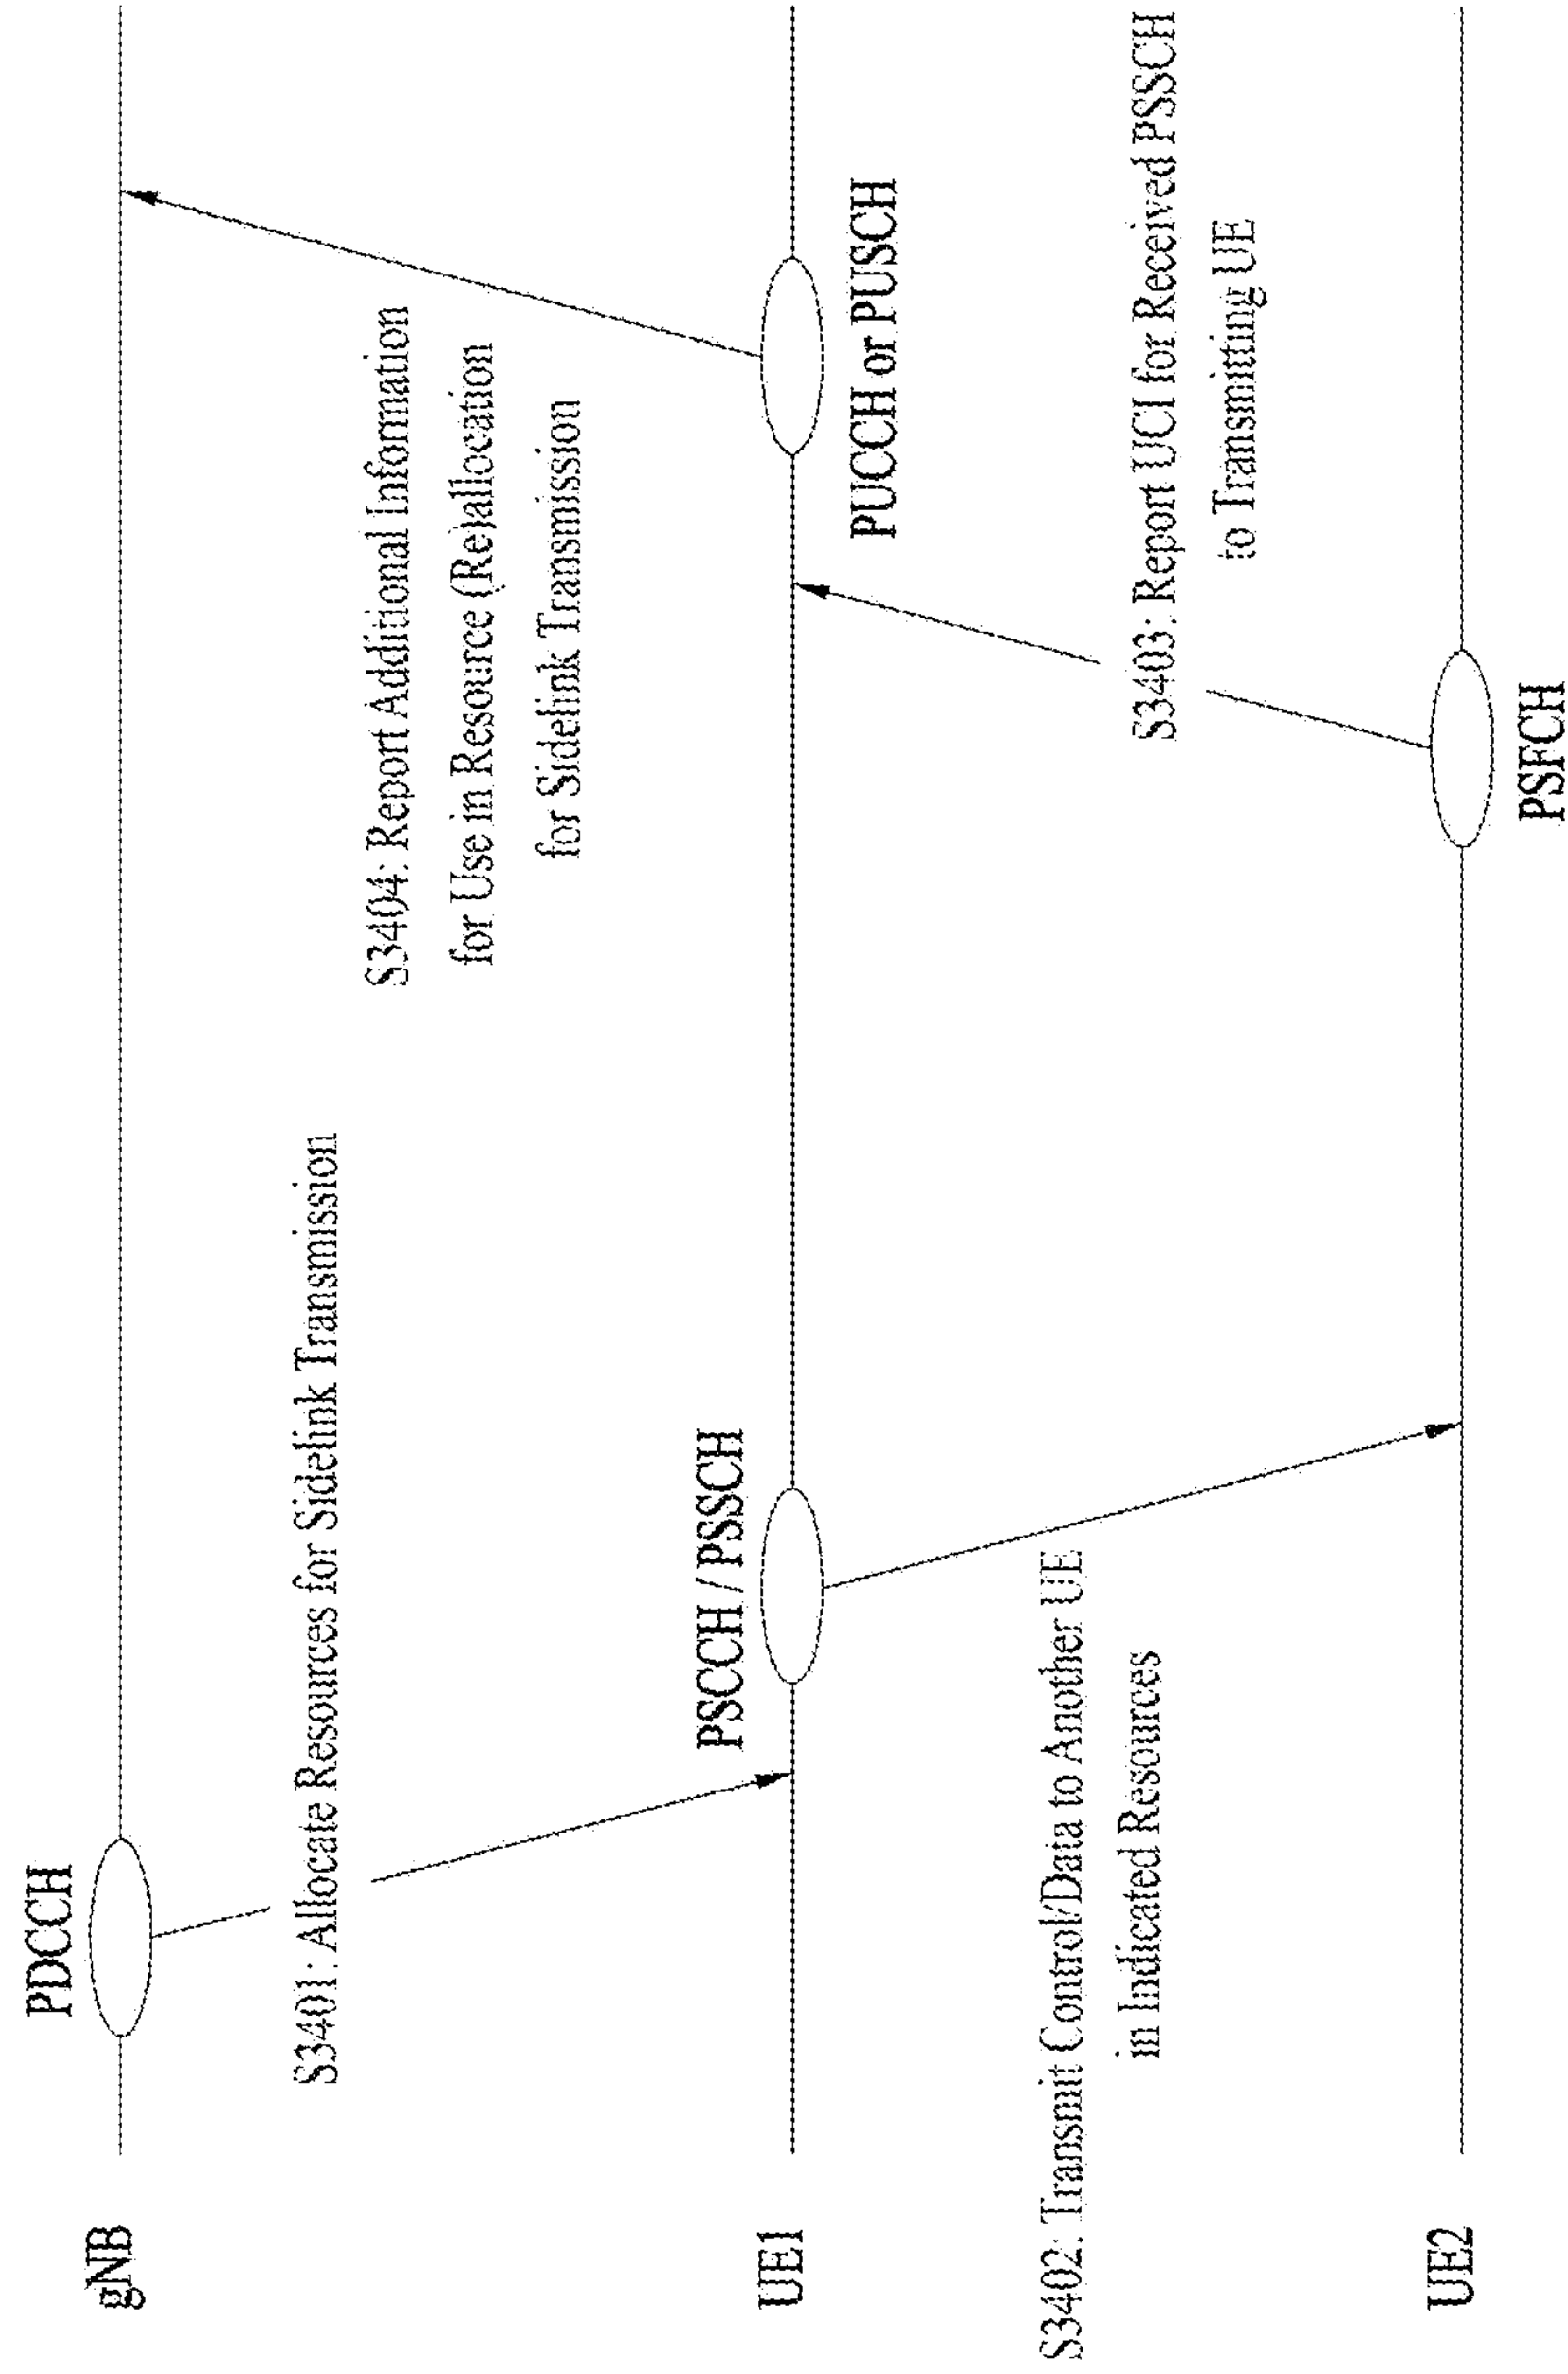 gNB
PDCCH
S3401: Allocate Resources for Sidelink Transmission
S3404: Report Additional Information
for Use in Resource (Re)allocation
for Sidelink Transmission
UE1
PSCCH / PSSCH
PUCCH or PUSCH
S3402: Transmit Control/Data to Another UE
in Indicated Resources
S3403: Report UCI for Received PSSCH
to Transmitting UE
UE2
PSFCH